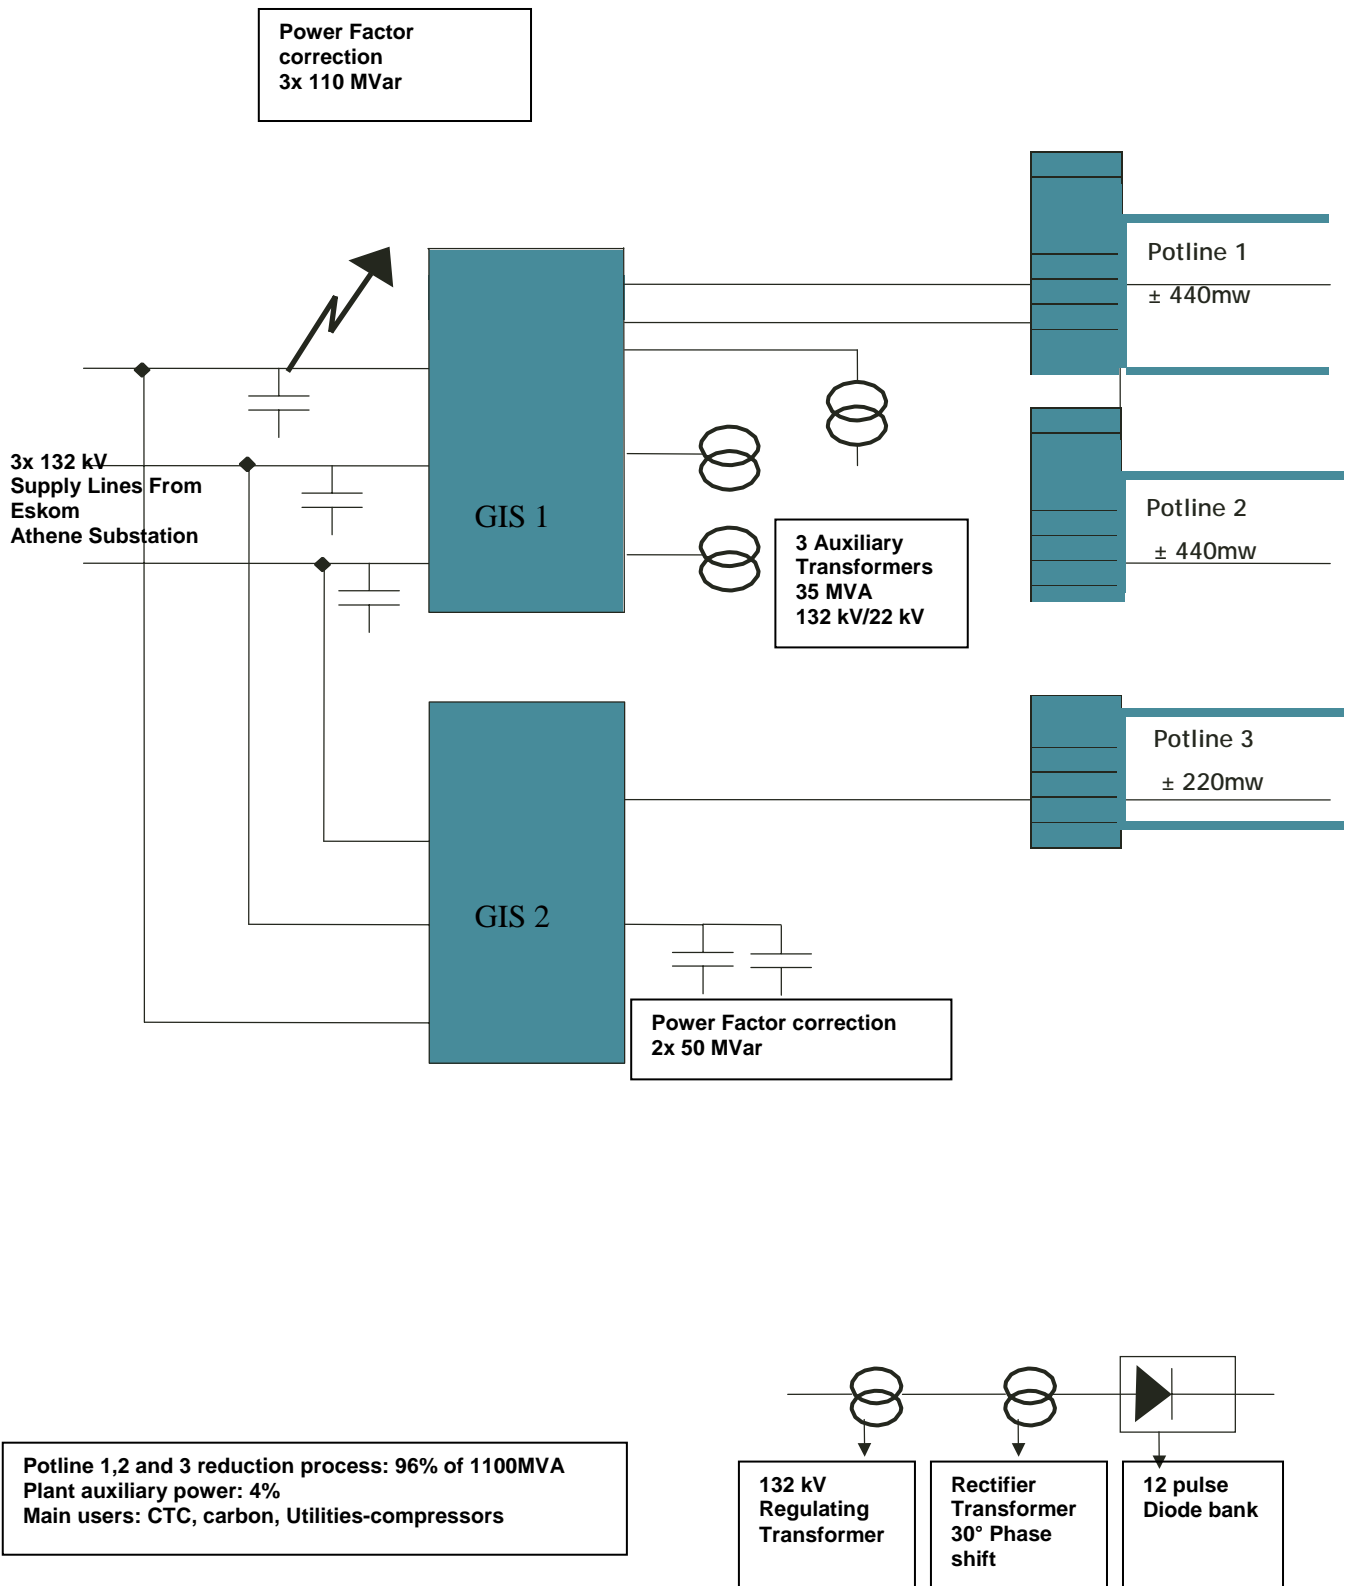 Power Factor
correction
3x 110 MVar
Potline 1
± 440mw
3x 132 kV
Supply Lines From
Eskom
Athene Substation
GIS 1
Potline 2
± 440mw
3 Auxiliary
Transformers
35 MVA
132 kV/22 kV
Potline 3
± 220mw
GIS 2
Power Factor correction
2x 50 MVar
Potline 1,2 and 3 reduction process: 96% of 1100MVA
Plant auxiliary power: 4%
Main users: CTC, carbon, Utilities-compressors
132 kV
Regulating
Transformer
Rectifier
Transformer
30° Phase
shift
12 pulse
Diode bank